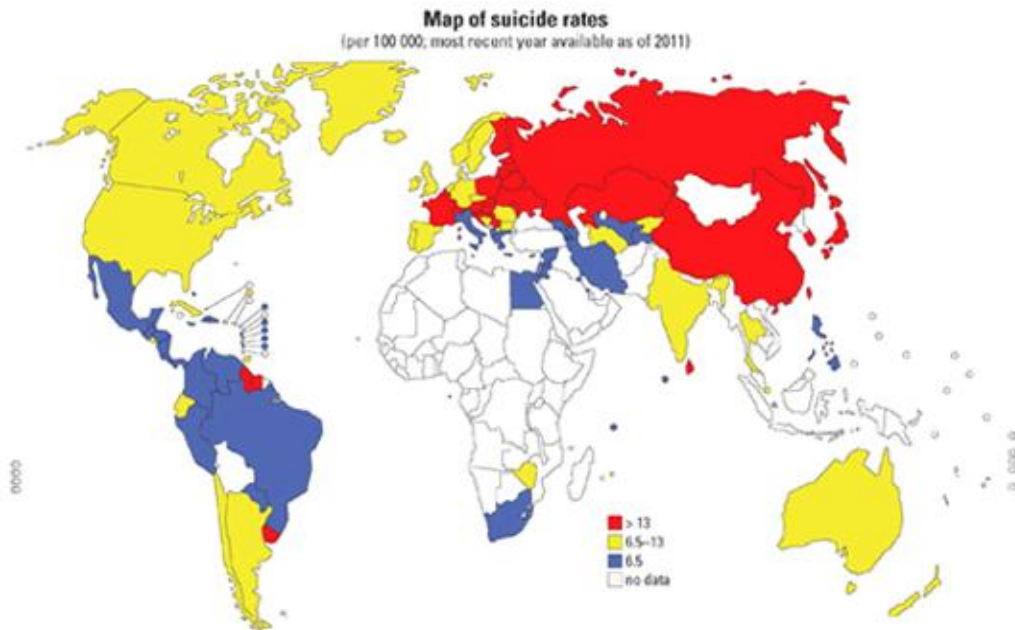 Map of suicide rates
(per 100 000; most recent year available as of 2011)
> 13
6.5–13
6.5
no data